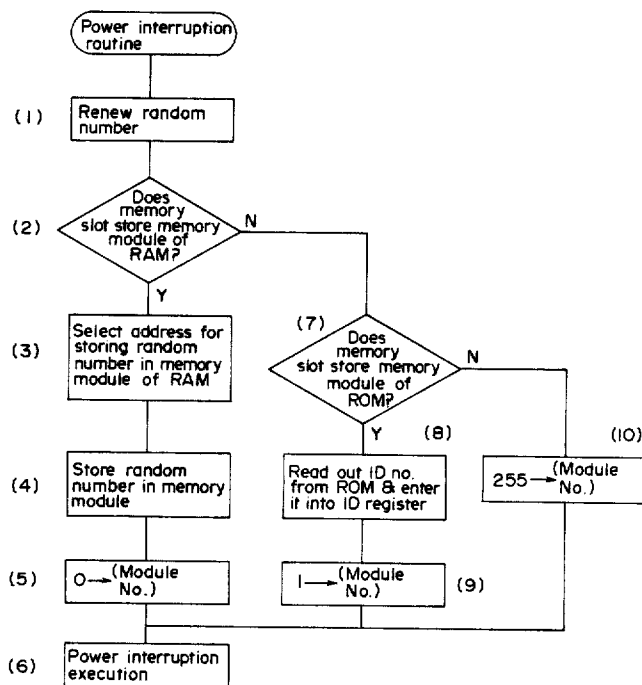 Power interruption
routine
(1)
Renew random
number
(2)
Does
memory
slot store memory
module of
RAM?
N
Y
(3)
Select address for
storing random
number in memory
module of RAM
(7)
Does
memory
slot store memory
module of
ROM?
N
Y
(8)
(10)
(4)
Store random
number in memory
module
Read out ID no.
from ROM & enter
it into ID register
255→(Module
No.)
(5)
0→(Module
No.)
1→(Module
No.)
(9)
(6)
Power interruption
execution